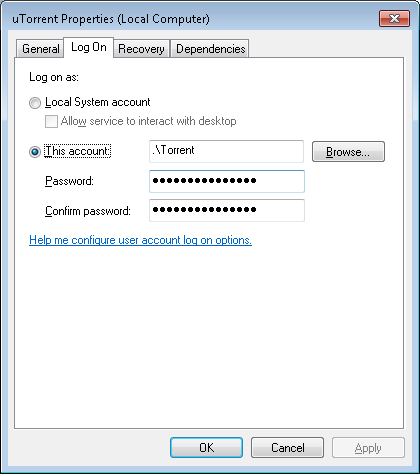 uTorrent Properties (Local Computer)
General Log On Recovery Dependencies
Log on as:
Local System account
Allow service to interact with desktop
This account: .\Torrent Browse...
Password: ●●●●●●●●●●●●●●●
Confirm password: ●●●●●●●●●●●●●●●
Help me configure user account log on options.
OK Cancel Apply